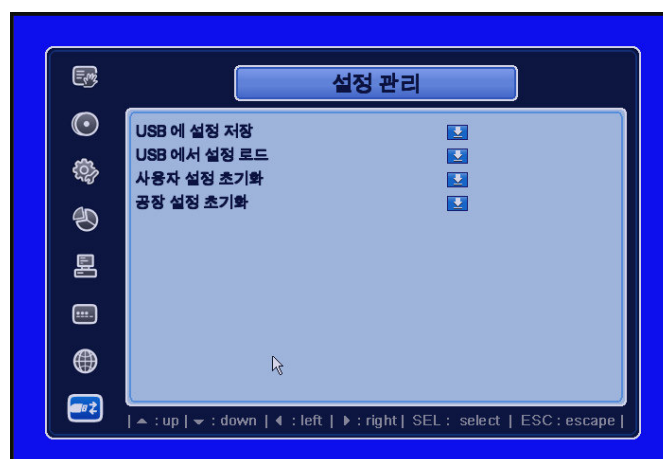 설정 관리
USB 에 설정 저장
USB 에서 설정 로드
사용자 설정 초기화
공장 설정 초기화
| : up | : down | : left | : right | SEL : select | ESC : escape |